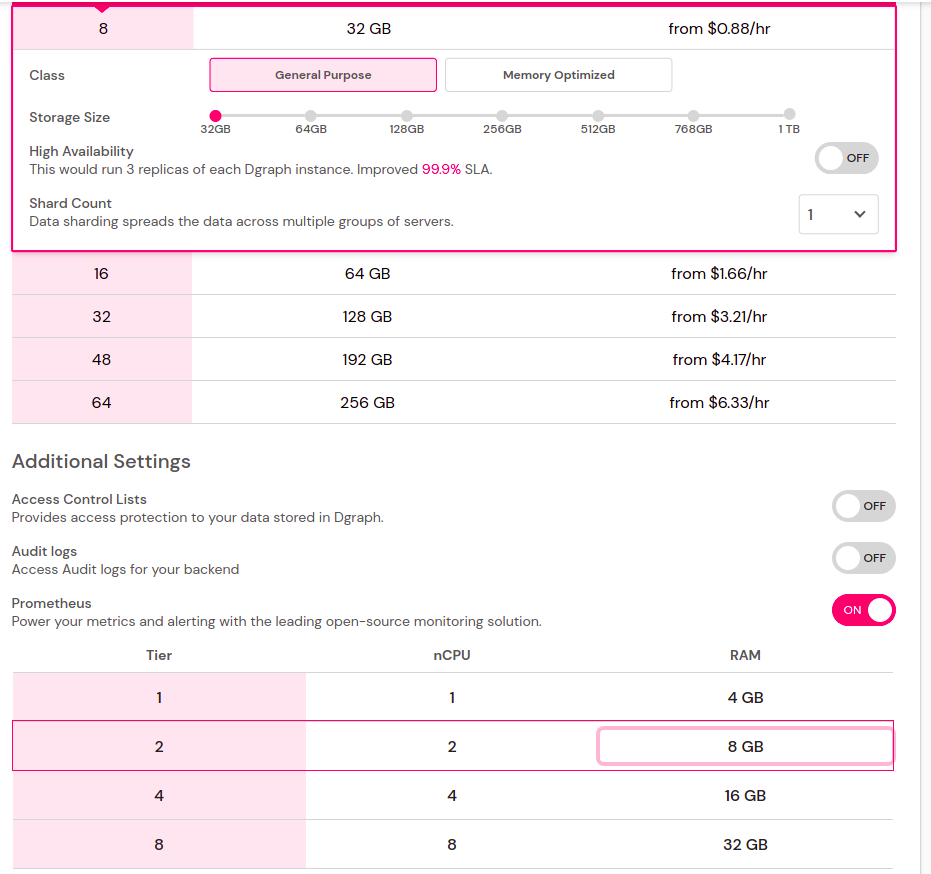 8 32 GB from $0.88/hr
Class General Purpose Memory Optimized
Storage Size
32GB 64GB 128GB 256GB 512GB 768GB 1 TB
High Availability
This would run 3 replicas of each Dgraph instance. Improved 99.9% SLA. OFF
Shard Count
Data sharding spreads the data across multiple groups of servers. 1
16 64 GB from $1.66/hr
32 128 GB from $3.21/hr
48 192 GB from $4.17/hr
64 256 GB from $6.33/hr
Additional Settings
Access Control Lists
Provides access protection to your data stored in Dgraph. OFF
Audit logs
Access Audit logs for your backend OFF
Prometheus
Power your metrics and alerting with the leading open-source monitoring solution. ON
Tier nCPU RAM
1 1 4 GB
2 2 8 GB
4 4 16 GB
8 8 32 GB